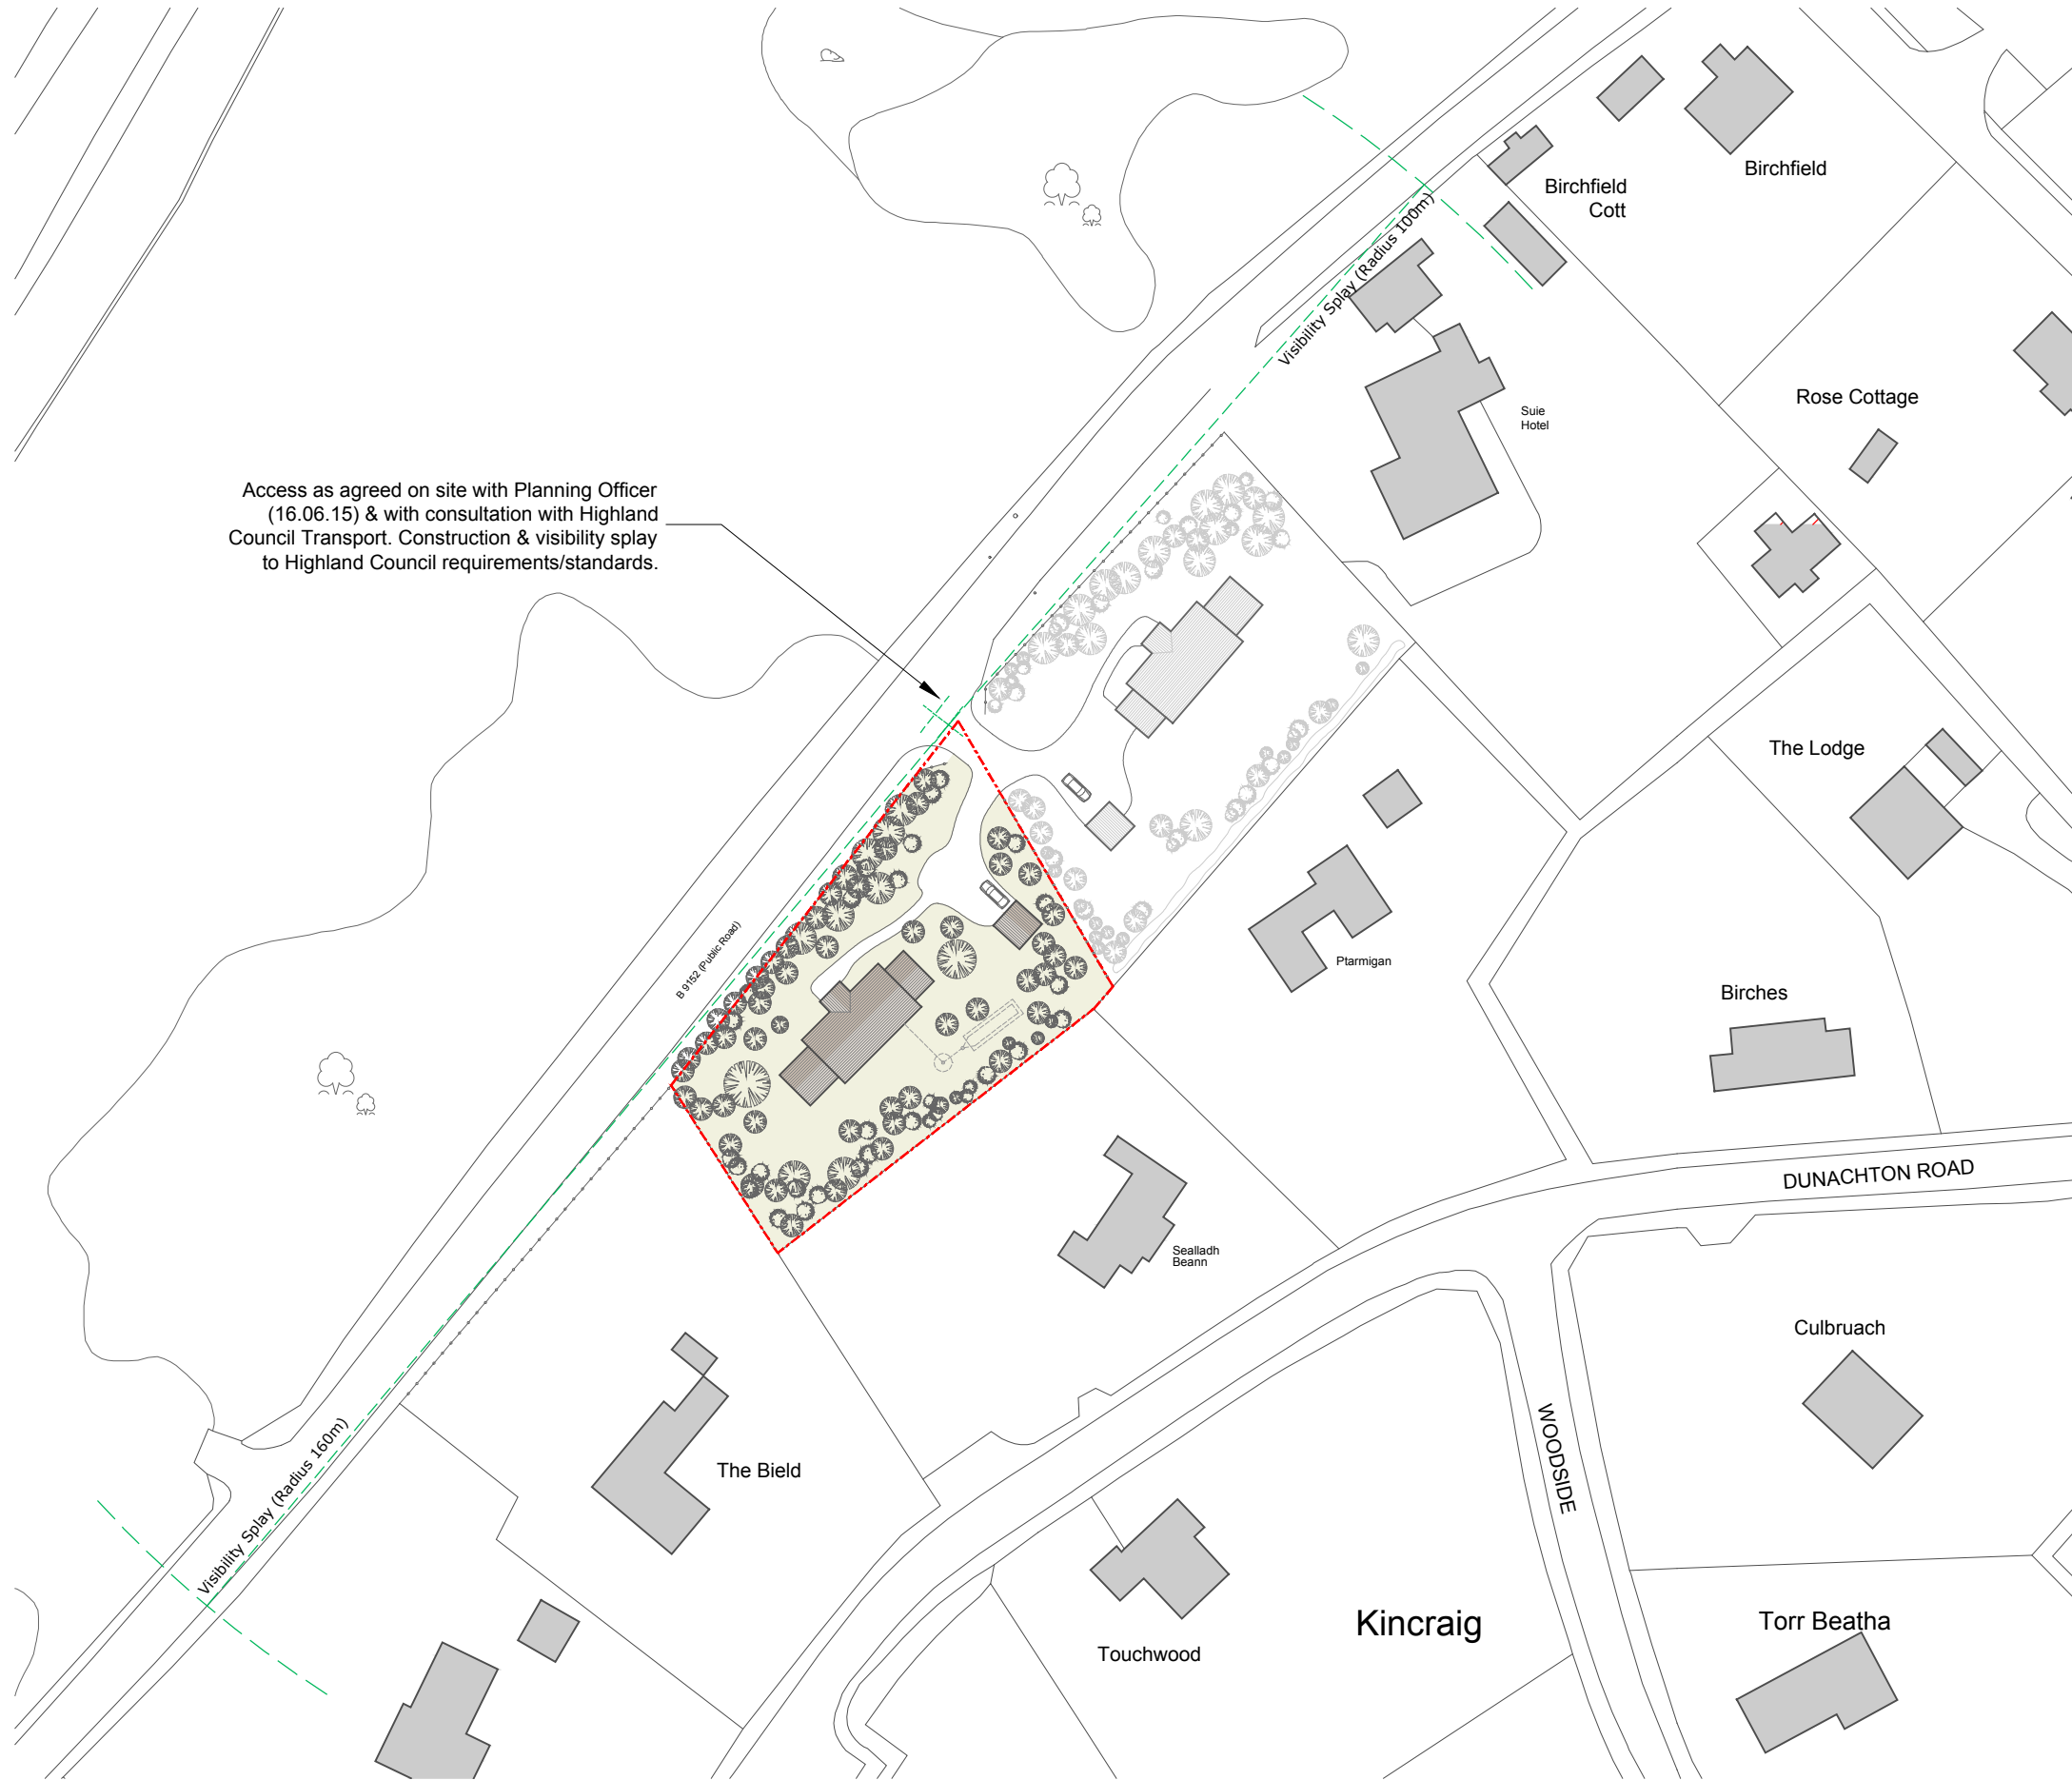 Birchfield
Birchfield
Cott
Visibility Splay (Radius 100m)
Rose Cottage
Suie
Hotel
Access as agreed on site with Planning Officer
(16.06.15) & with consultation with Highland
Council Transport. Construction & visibility splay
to Highland Council requirements/standards.
The Lodge
B 9152 (Public Road)
Ptarmigan
Birches
DUNACHTON ROAD
Sealladh
Beann
Culbruach
WOODSIDE
The Bield
Visibility Splay (Radius 160m)
Kincraig
Torr Beatha
Touchwood